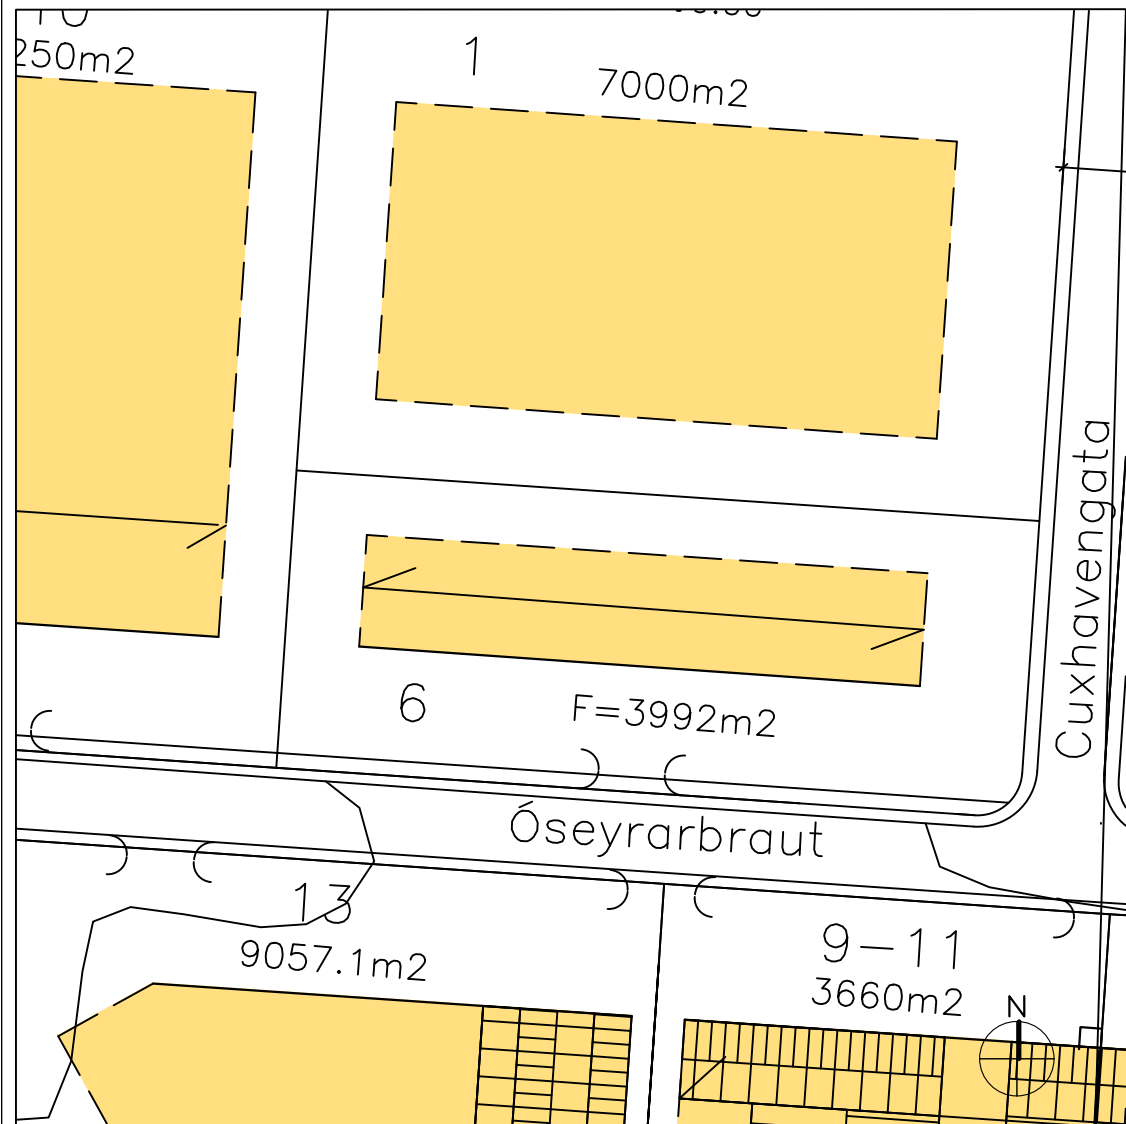 250m2
1
7000m2
Cuxhavengata
6
F=3992m2
Óseyrarbraut
13
9057.1m2
9-11
3660m2
N